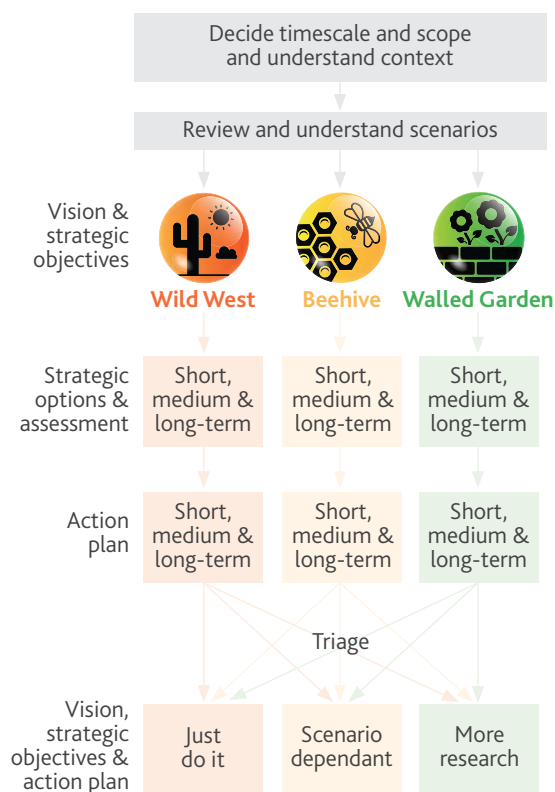 Decide timescale and scope
and understand context
Review and understand scenarios
Vision &
strategic
objectives
Wild West
Beehive
Walled Garden
Strategic
options &
assessment
Short,
medium &
long-term
Short,
medium &
long-term
Short,
medium &
long-term
Action
plan
Short,
medium &
long-term
Short,
medium &
long-term
Short,
medium &
long-term
Triage
Vision,
strategic
objectives &
action plan
Just
do it
Scenario
dependant
More
research